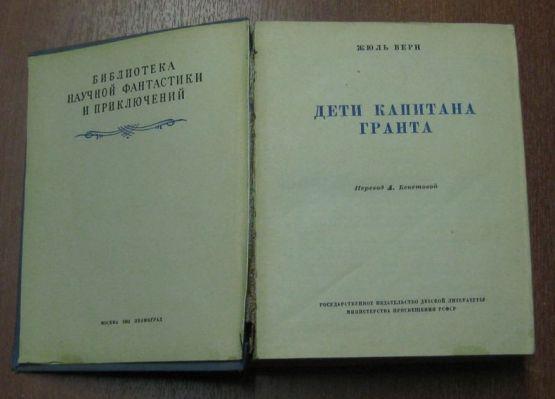 БИБЛИОТЕКА
НАУЧНОЙ ФАНТАСТИКИ
И ПРИКЛЮЧЕНИЙ
МОСКВА ЛЕНИНГРАД
ЖЮЛЬ ВЕРН
ДЕТИ КАПИТАНА
ГРАНТА
Перевод А. Бекетовой
ГОСУДАРСТВЕННОЕ ИЗДАТЕЛЬСТВО ДЕТСКОЙ ЛИТЕРАТУРЫ
МИНИСТЕРСТВА ПРОСВЕЩЕНИЯ РСФСР